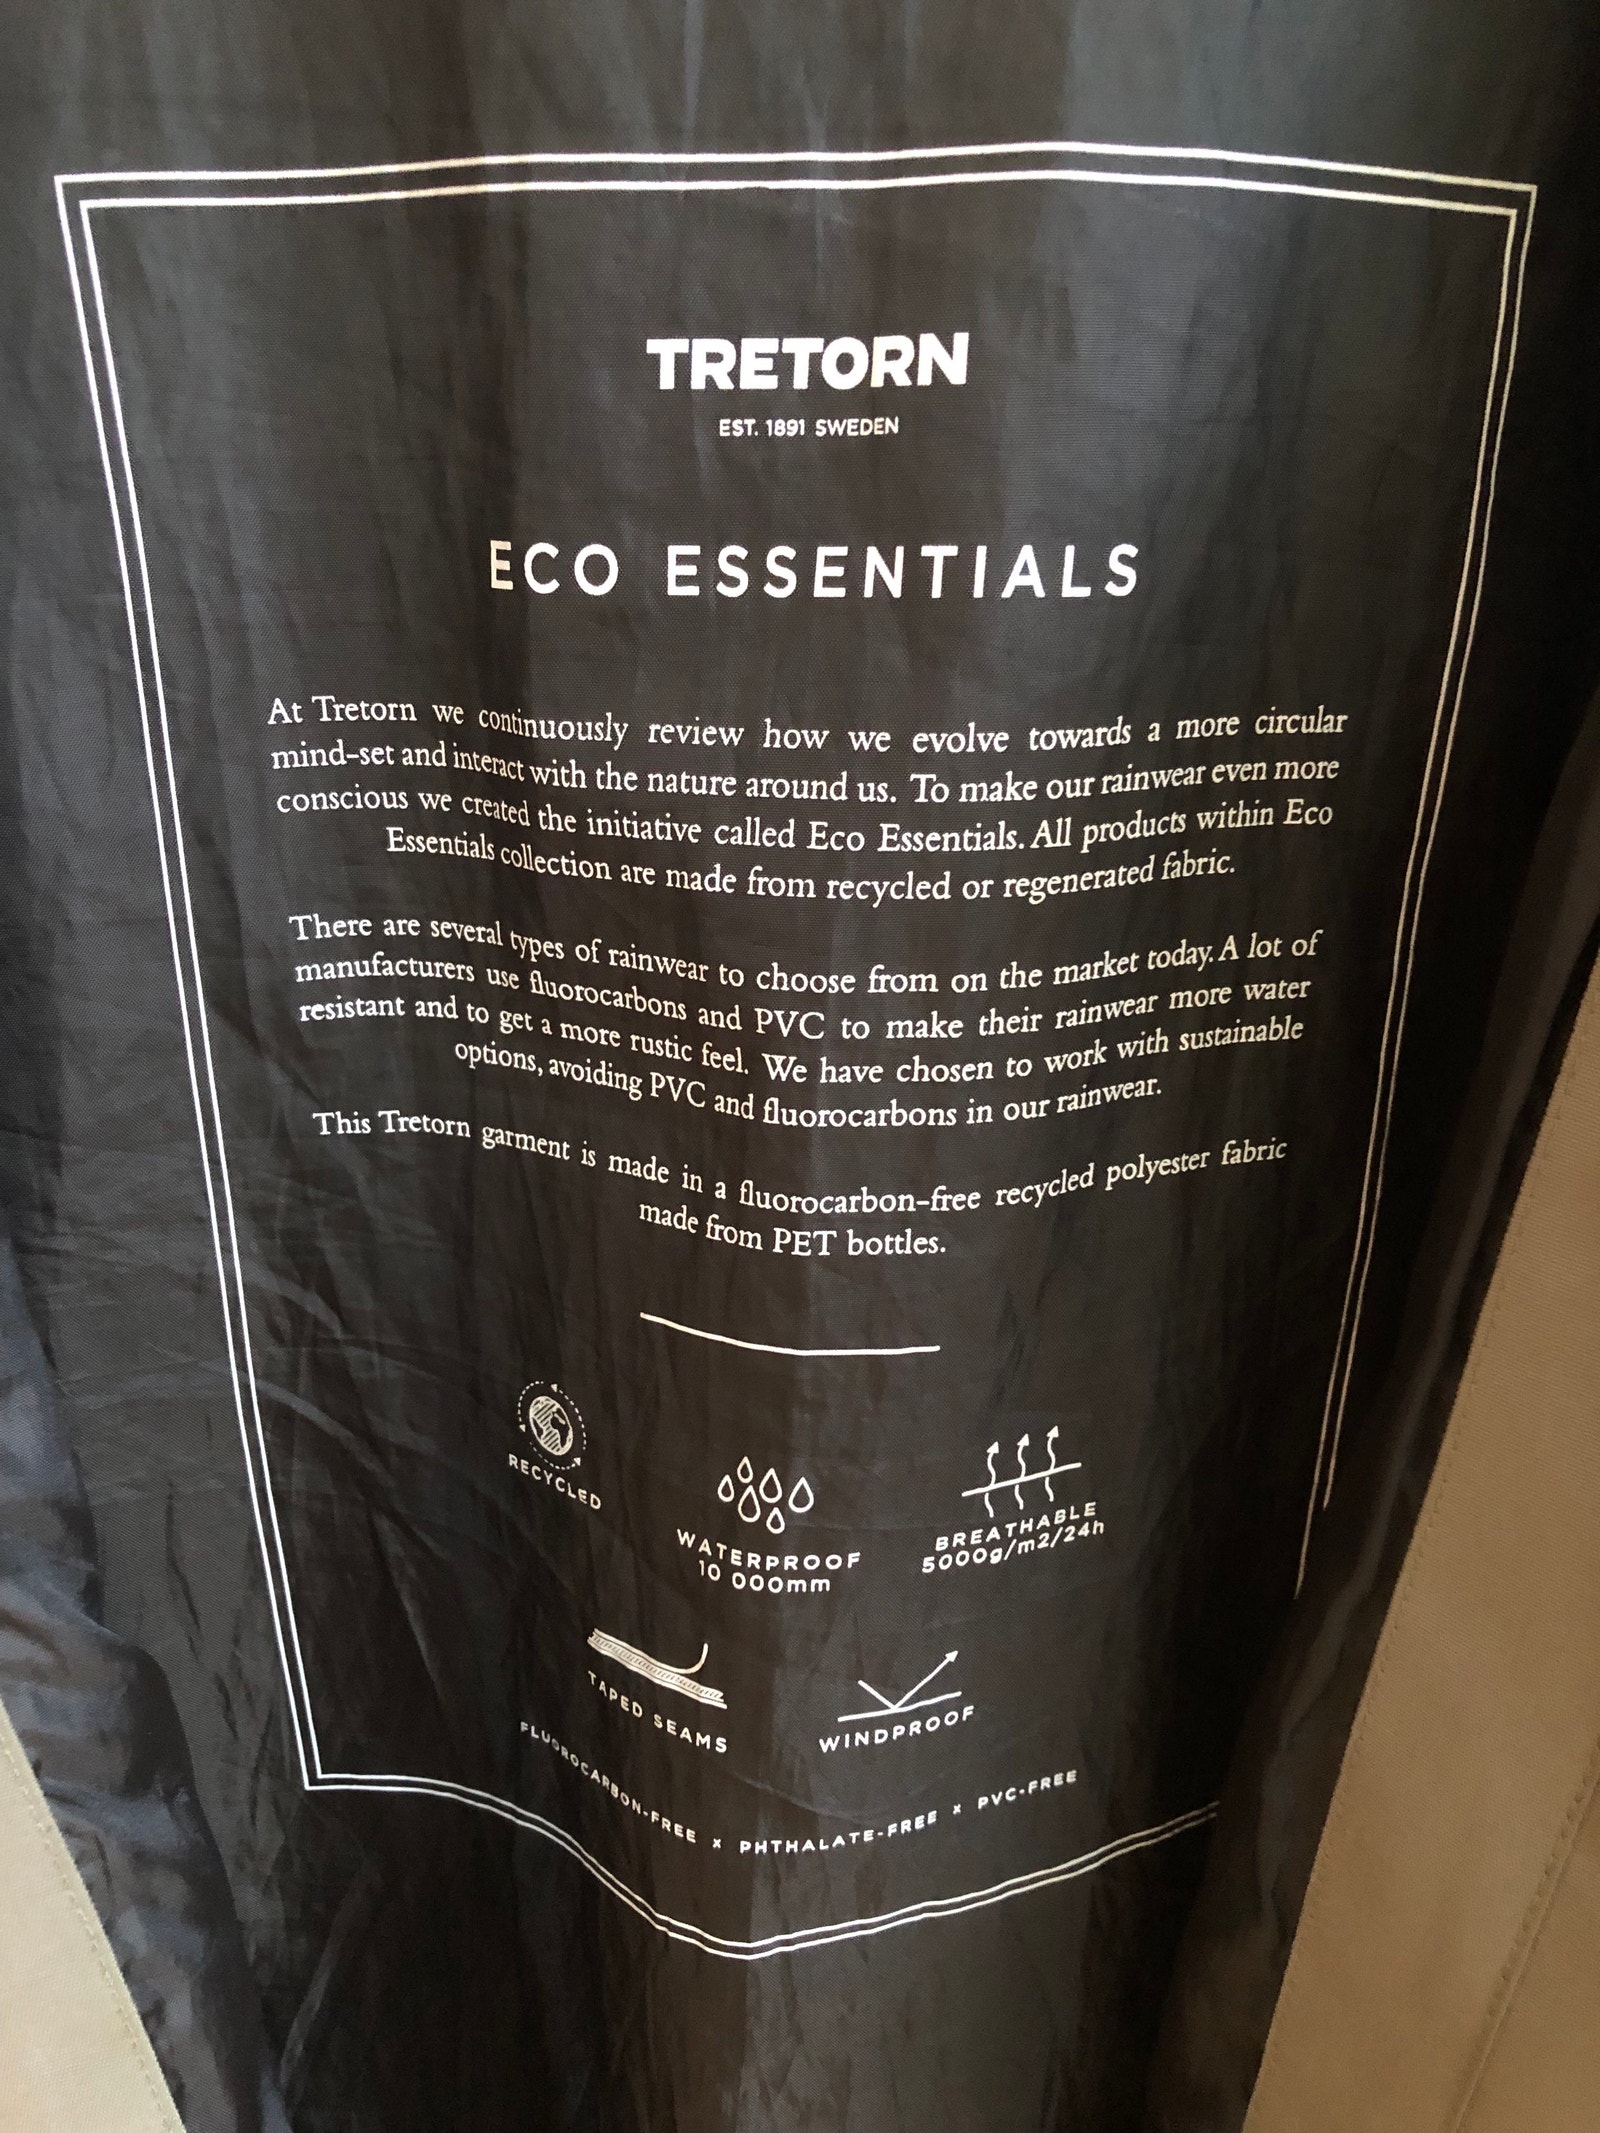 TRETORN
EST. 1891 SWEDEN
ECO ESSENTIALS
At Tretorn we continuously review how we evolve towards a more circular
mind-set and interact with the nature around us. To make our rainwear even more
conscious we created the initiative called Eco Essentials. All products within Eco
Essentials collection are made from recycled or regenerated fabric.
There are several types of rainwear to choose from on the market today. A lot of
manufacturers use fluorocarbons and PVC to make their rainwear more water
resistant and to get a more rustic feel. We have chosen to work with sustainable
options, avoiding PVC and fluorocarbons in our rainwear.
This Tretorn garment is made in a fluorocarbon-free recycled polyester fabric
made from PET bottles.
RECYCLED
WATERPROOF
10 000mm
BREATHABLE
5000g/m2/24h
TAPED SEAMS
WINDPROOF
FLUOROCARBON-FREE x PHTHALATE-FREE x PVC-FREE